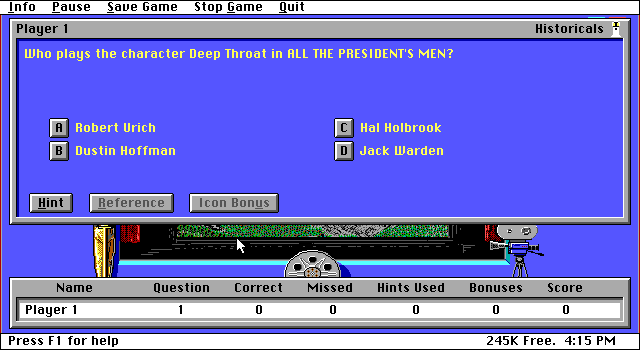 Info Pause Save Game Stop Game Quit
Player 1 Historicals
Who plays the character Deep Throat in ALL THE PRESIDENT'S MEN?
A Robert Urich C Hal Holbrook
B Dustin Hoffman D Jack Warden
Hint Reference Icon Bonus
Name Question Correct Missed Hints Used Bonuses Score
Player 1 1 0 0 0 0 0
Press F1 for help 245K Free. 4:15 PM